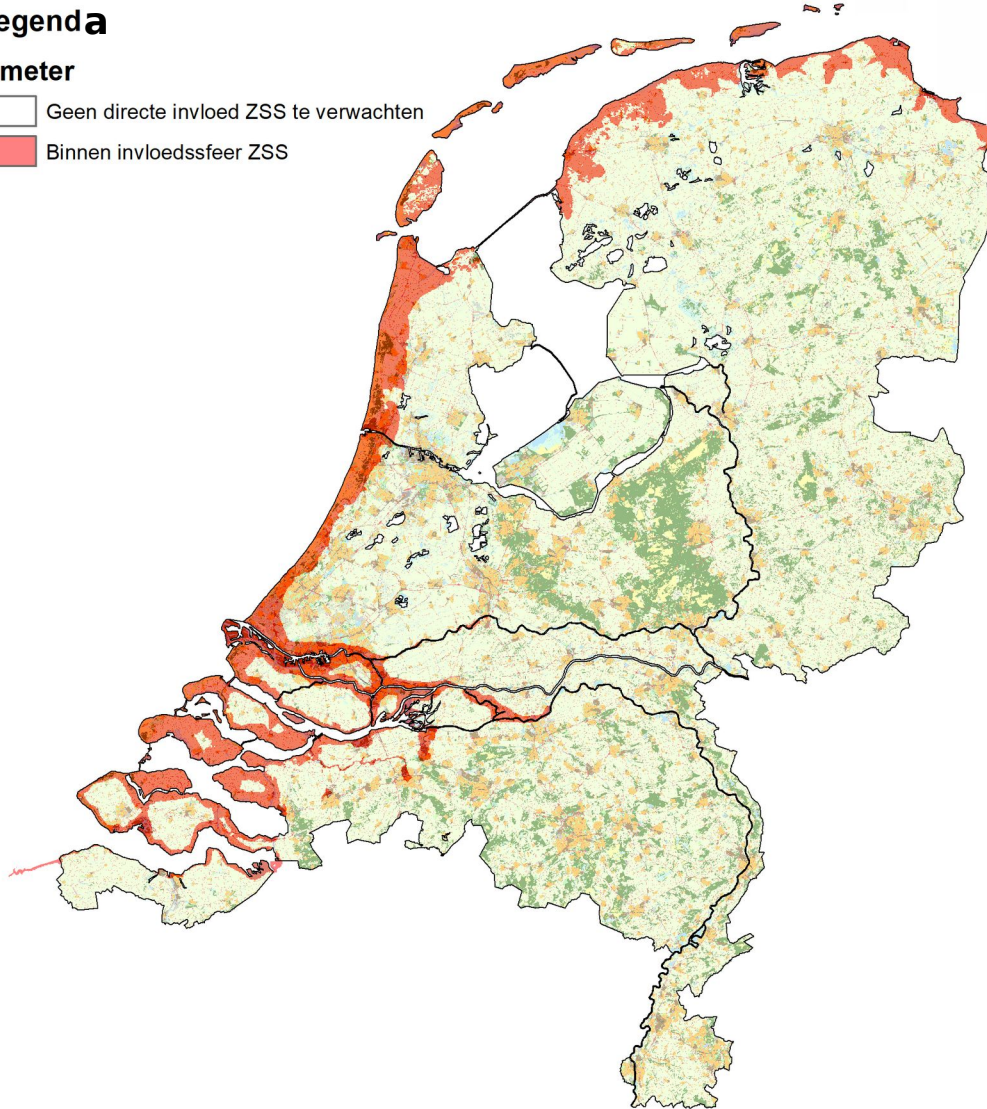 egenda
meter
Geen directe invloed ZSS te verwachten
Binnen invloedssfeer ZSS